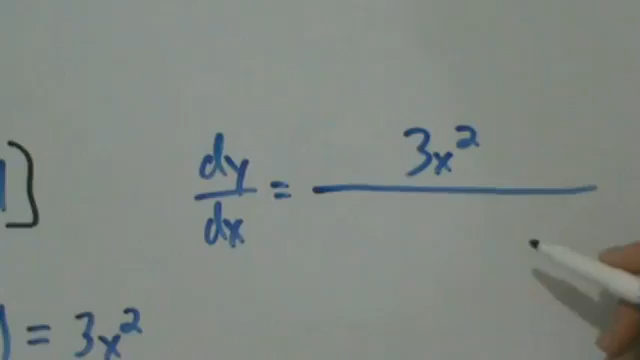 dy/dx = 3x²
] 
) = 3x²